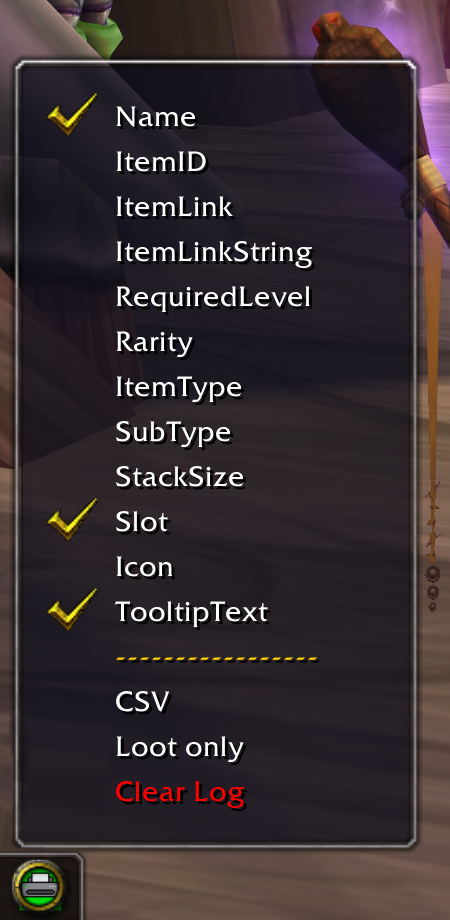 Name
ItemID
ItemLink
ItemLinkString
RequiredLevel
Rarity
ItemType
SubType
StackSize
Slot
Icon
TooltipText
-----------------
CSV
Loot only
Clear Log